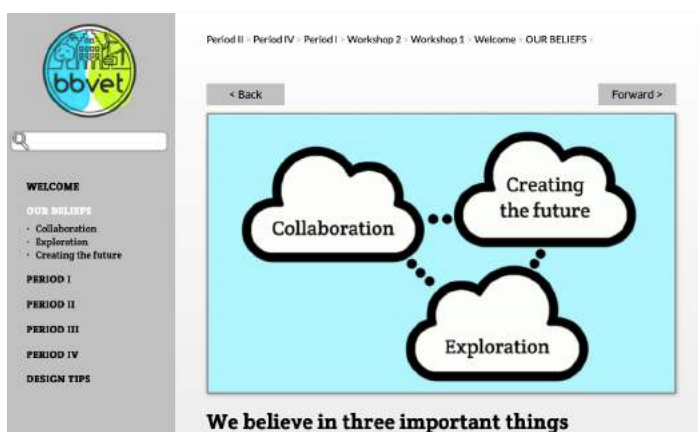 bbvet
WELCOME
OUR BELIEFS
· Collaboration
· Exploration
· Creating the future
PERIOD I
PERIOD II
PERIOD III
PERIOD IV
DESIGN TIPS
Period II - Period IV - Period I - Workshop 2 - Workshop 1 - Welcome - OUR BELIEFS -
< Back
Forward >
Collaboration
Creating
the future
Exploration
We believe in three important things